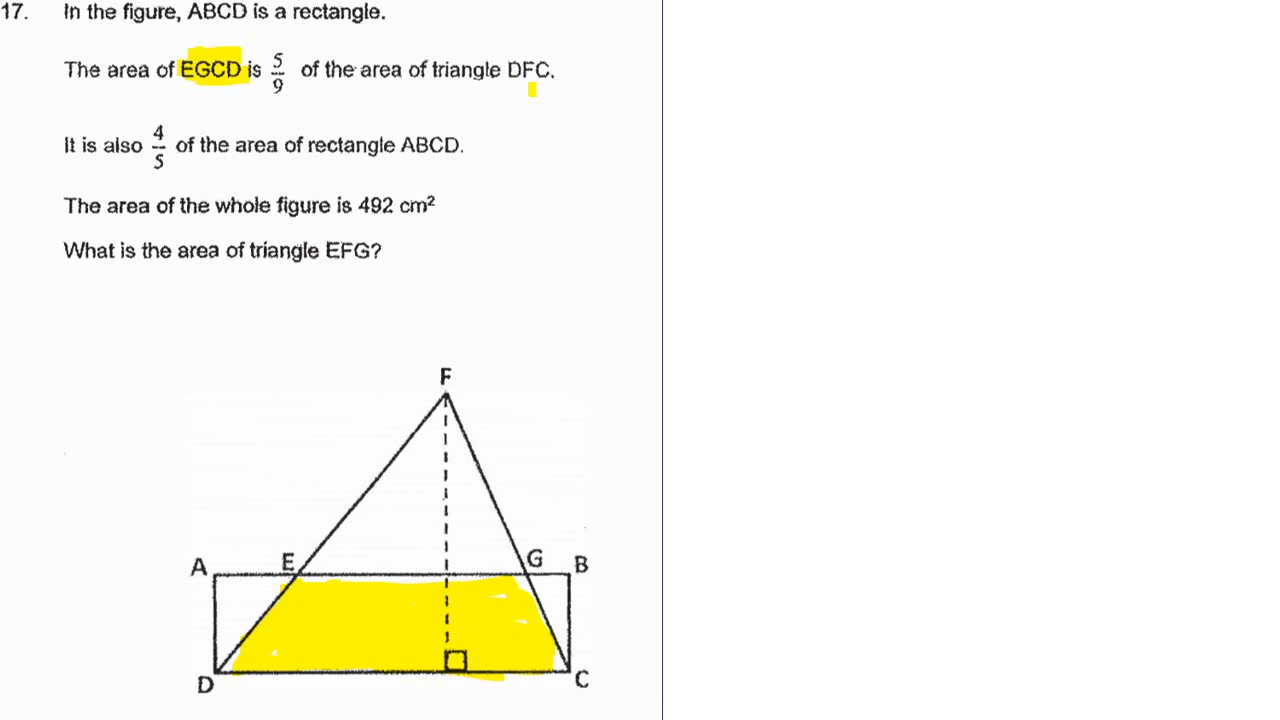 17. In the figure, ABCD is a rectangle.
The area of EGCD is 5/9 of the area of triangle DFC.
It is also 4/5 of the area of rectangle ABCD.
The area of the whole figure is 492 cm²
What is the area of triangle EFG?
F
A E G B
D C